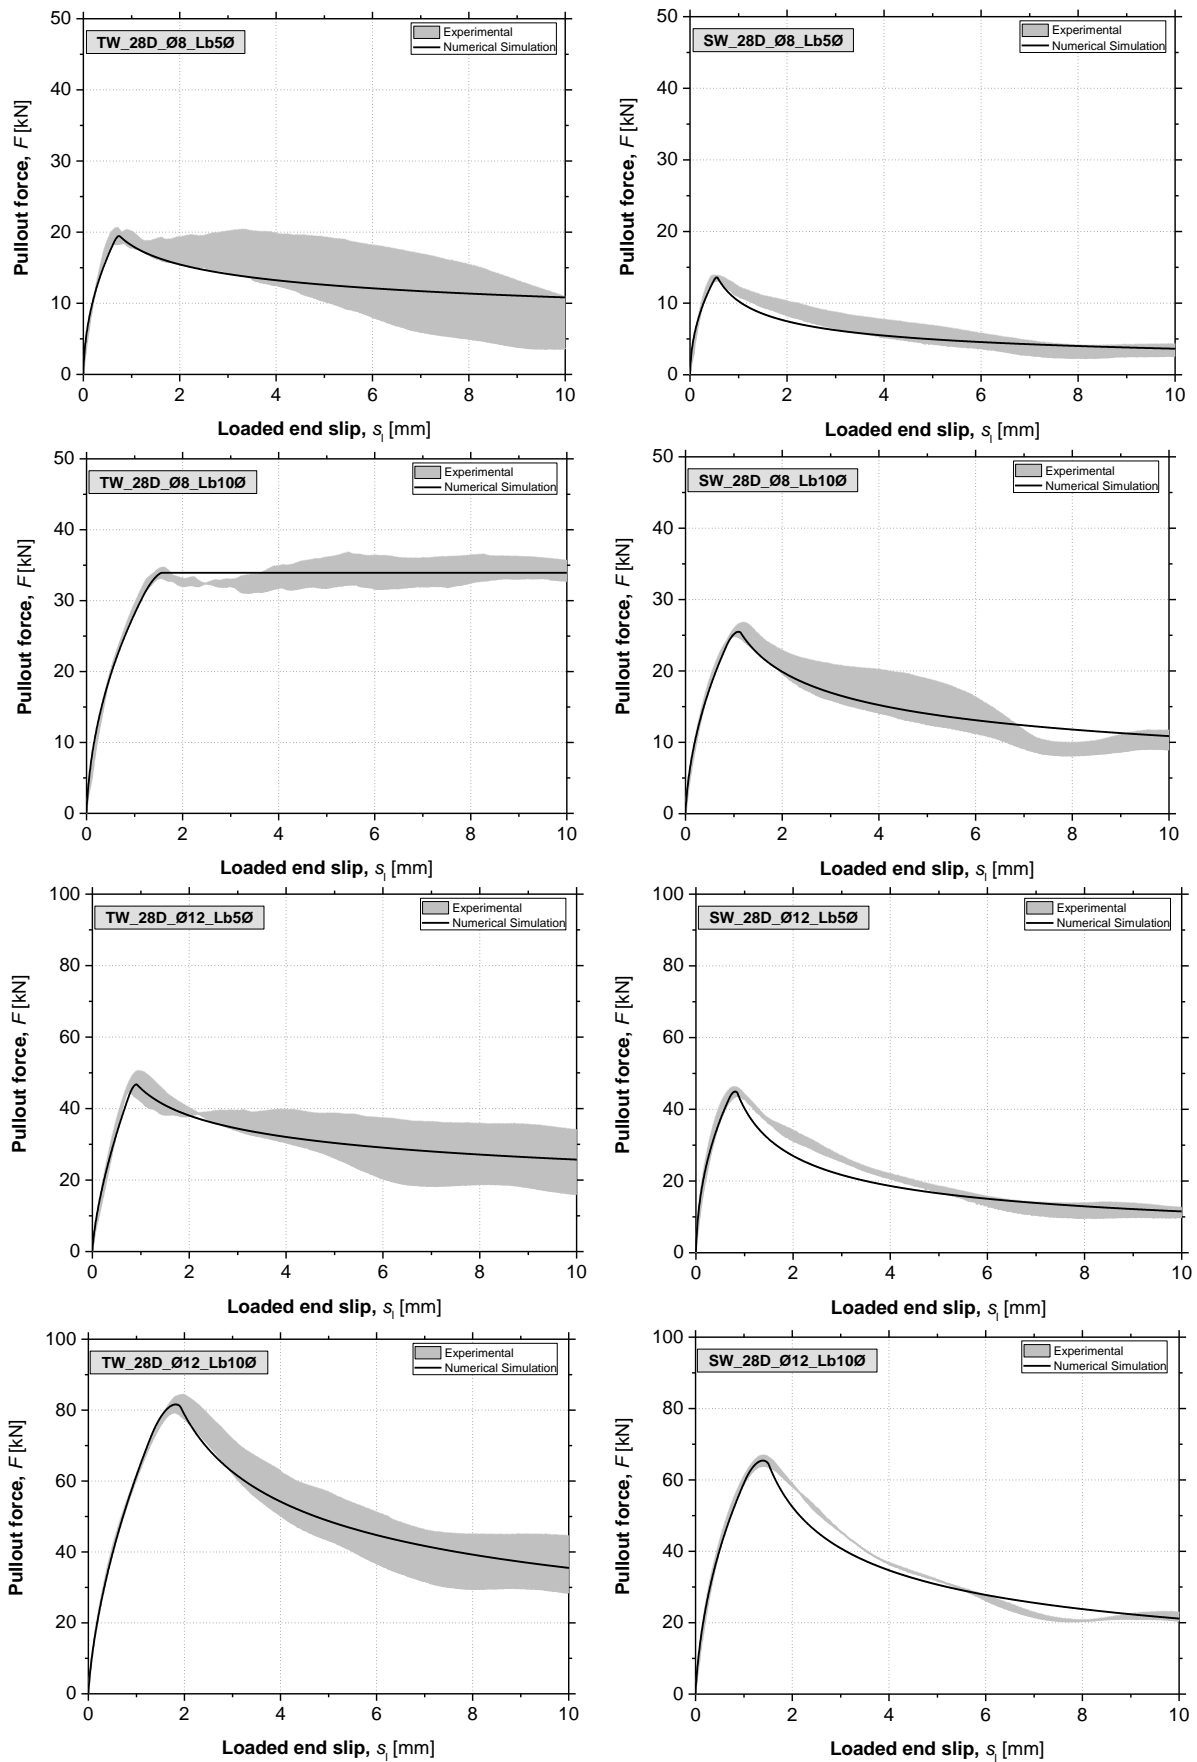 TW_28D_Ø8_Lb5Ø
Experimental
Numerical Simulation
Pullout force, F [kN]
50
40
30
20
10
0
0 2 4 6 8 10
Loaded end slip, sl [mm]
SW_28D_Ø8_Lb5Ø
Experimental
Numerical Simulation
Pullout force, F [kN]
50
40
30
20
10
0
0 2 4 6 8 10
Loaded end slip, sl [mm]
TW_28D_Ø8_Lb10Ø
Experimental
Numerical Simulation
Pullout force, F [kN]
50
40
30
20
10
0
0 2 4 6 8 10
Loaded end slip, sl [mm]
SW_28D_Ø8_Lb10Ø
Experimental
Numerical Simulation
Pullout force, F [kN]
50
40
30
20
10
0
0 2 4 6 8 10
Loaded end slip, sl [mm]
TW_28D_Ø12_Lb5Ø
Experimental
Numerical Simulation
Pullout force, F [kN]
100
80
60
40
20
0
0 2 4 6 8 10
Loaded end slip, sl [mm]
SW_28D_Ø12_Lb5Ø
Experimental
Numerical Simulation
Pullout force, F [kN]
100
80
60
40
20
0
0 2 4 6 8 10
Loaded end slip, sl [mm]
TW_28D_Ø12_Lb10Ø
Experimental
Numerical Simulation
Pullout force, F [kN]
100
80
60
40
20
0
0 2 4 6 8 10
Loaded end slip, sl [mm]
SW_28D_Ø12_Lb10Ø
Experimental
Numerical Simulation
Pullout force, F [kN]
100
80
60
40
20
0
0 2 4 6 8 10
Loaded end slip, sl [mm]